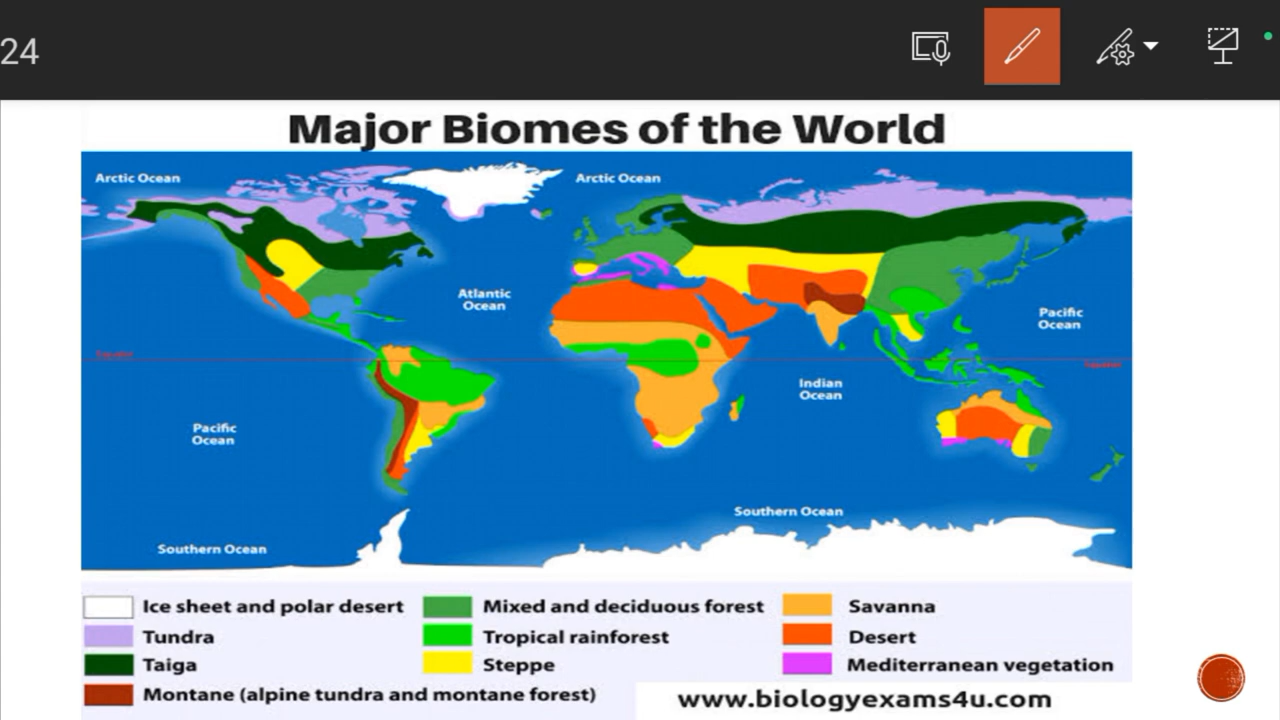 24
Major Biomes of the World
Arctic Ocean
Arctic Ocean
Atlantic
Ocean
Pacific
Ocean
Equator
Equator
Indian
Ocean
Pacific
Ocean
Southern Ocean
Southern Ocean
Ice sheet and polar desert
Mixed and deciduous forest
Savanna
Tundra
Tropical rainforest
Desert
Taiga
Steppe
Mediterranean vegetation
Montane (alpine tundra and montane forest)
www.biologyexams4u.com